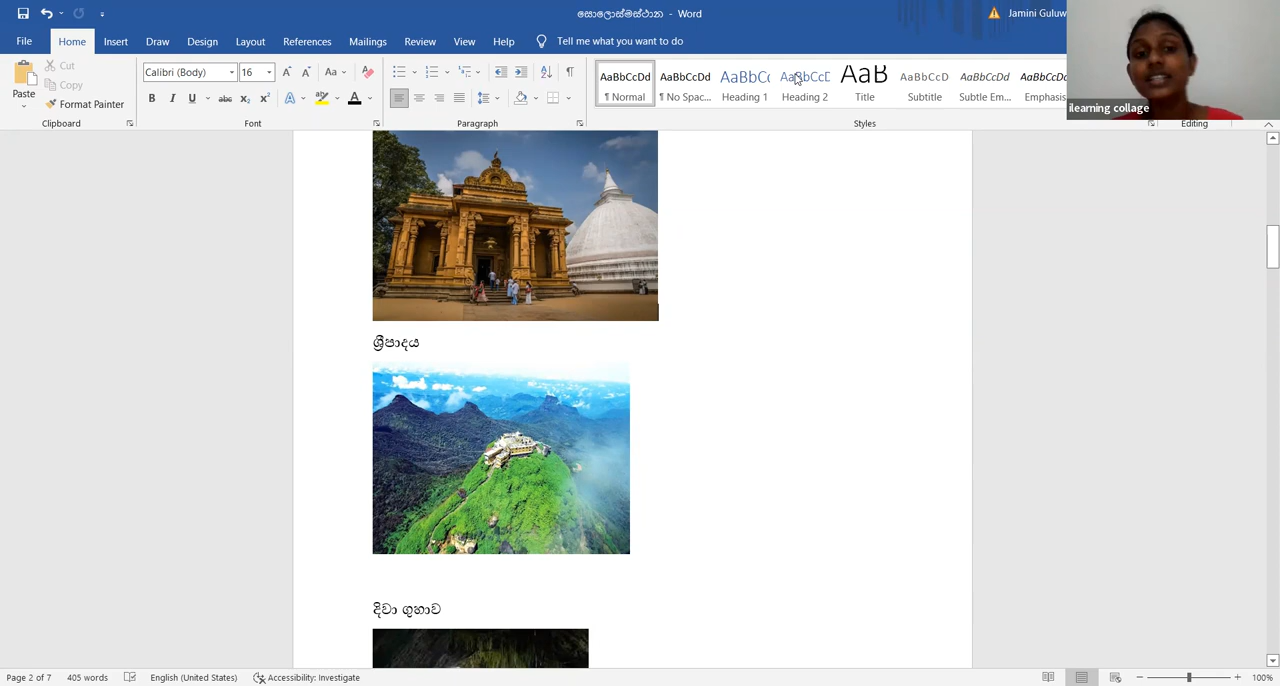 සොලොස්මස්ථාන - Word
Jamini Guluw
File Home Insert Draw Design Layout References Mailings Review View Help Tell me what you want to do
Paste
Cut
Copy
Format Painter
Clipboard
Calibri (Body) 16
Font
Paragraph
AaBbCcDd AaBbCcDd AaBbCc AaBbCcD AaB AaBbCcD AaBbCcDd AaBbCcDd
¶ Normal ¶ No Spac... Heading 1 Heading 2 Title Subtitle Subtle Em... Emphasis
Styles
Editing
ilearning collage
ශ්‍රීපාදය
දිවා ගුහාව
Page 2 of 7 405 words English (United States) Accessibility: Investigate 100%